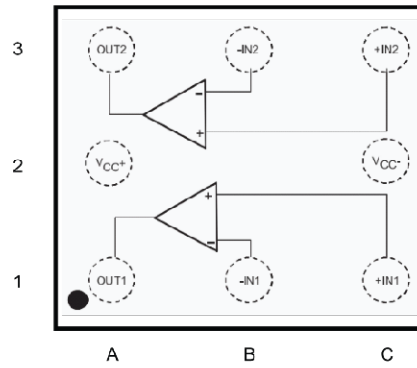 3 OUT2 -IN2 +IN2
-
+
2 VCC+ VCC-
+
-
1 OUT1 -IN1 +IN1
A B C